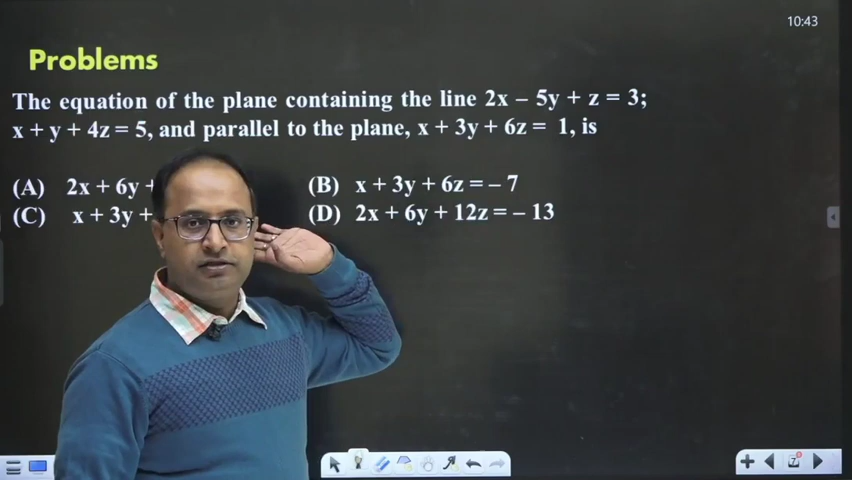 10:43
Problems
The equation of the plane containing the line 2x – 5y + z = 3;
x + y + 4z = 5, and parallel to the plane, x + 3y + 6z = 1, is
(A) 2x + 6y + (B) x + 3y + 6z = – 7
(C) x + 3y + (D) 2x + 6y + 12z = – 13